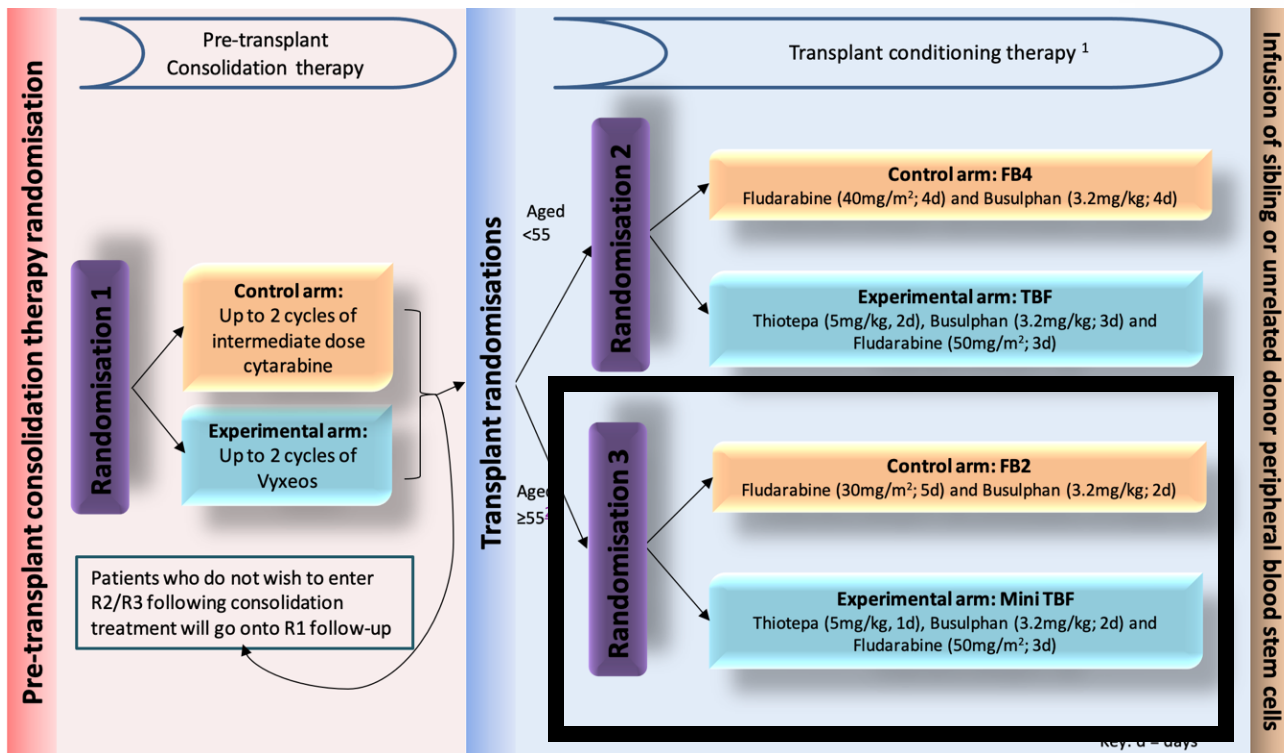 Pre-transplant consolidation therapy randomisation
Pre-transplant
Consolidation therapy
Randomisation 1
Control arm:
Up to 2 cycles of
intermediate dose
cytarabine
Experimental arm:
Up to 2 cycles of
Vyxeos
Patients who do not wish to enter
R2/R3 following consolidation
treatment will go onto R1 follow-up
Transplant randomisations
Transplant conditioning therapy 1
Aged
<55
Randomisation 2
Control arm: FB4
Fludarabine (40mg/m²; 4d) and Busulphan (3.2mg/kg; 4d)
Experimental arm: TBF
Thiotepa (5mg/kg, 2d), Busulphan (3.2mg/kg; 3d) and
Fludarabine (50mg/m²; 3d)
Aged
≥55
Randomisation 3
Control arm: FB2
Fludarabine (30mg/m²; 5d) and Busulphan (3.2mg/kg; 2d)
Experimental arm: Mini TBF
Thiotepa (5mg/kg, 1d), Busulphan (3.2mg/kg; 2d) and
Fludarabine (50mg/m²; 3d)
Key: d = days
Infusion of sibling or unrelated donor peripheral blood stem cells